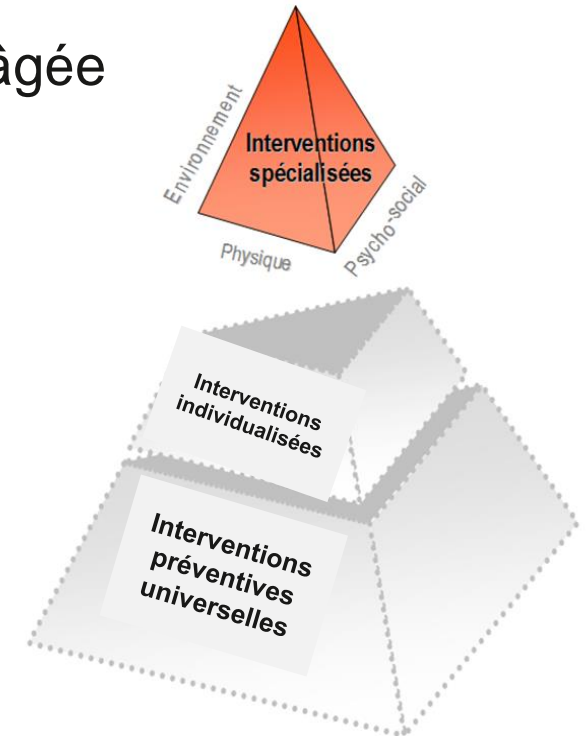 âgée
Environnement
Interventions
spécialisées
Physique
Psycho-social
Interventions
individualisées
Interventions
préventives
universelles